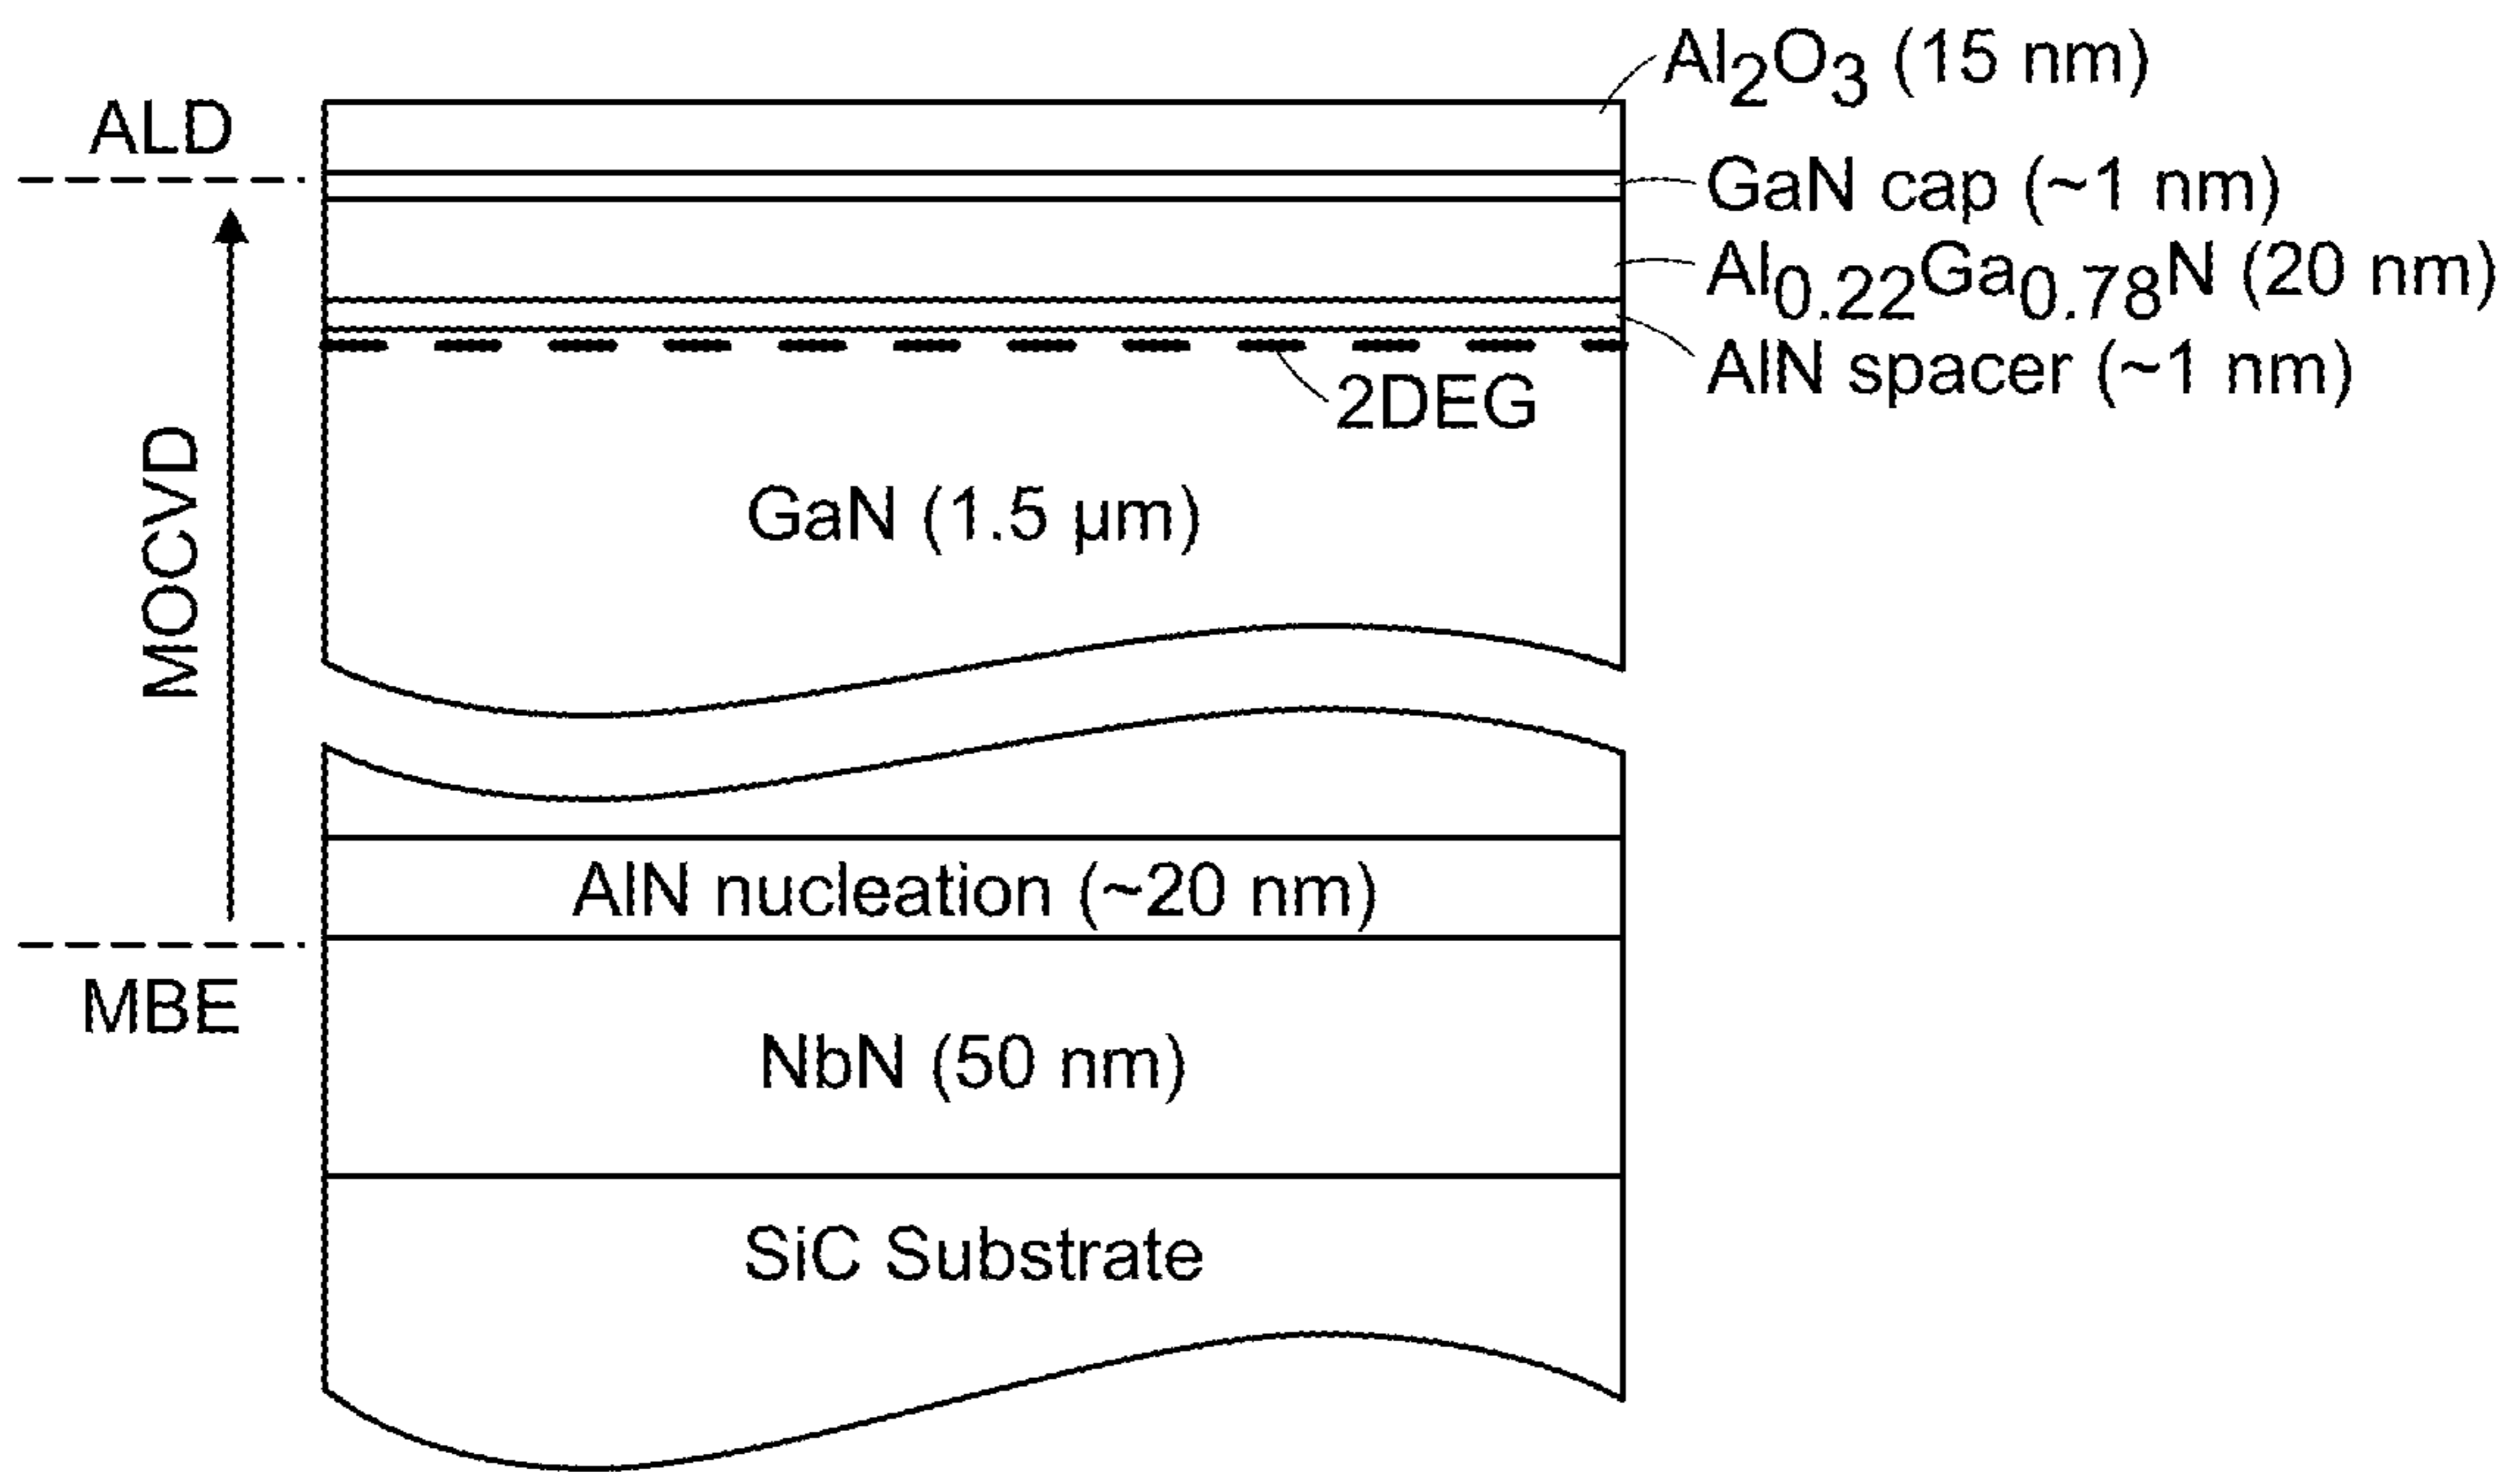 Al2O3 (15 nm)
ALD
GaN cap (~1 nm)
Al0.22Ga0.78N (20 nm)
AlN spacer (~1 nm)
2DEG
MOCVD
GaN (1.5 µm)
AlN nucleation (~20 nm)
MBE
NbN (50 nm)
SiC Substrate